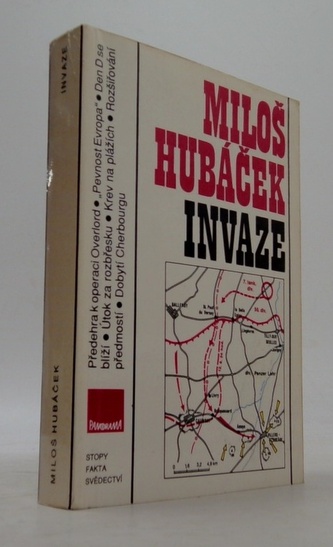 INVAZE
MILOŠ HUBÁČEK
Předehra k operaci Overlord • „Pevnost Evropa“ • Den D se
blíží • Útok za rozbřesku • Krev na plážích • Rozšiřování
předmostí • Dobytí Cherbourgu
PANORAMA
STOPY
FAKTA
SVĚDECTVÍ
MILOŠ
HUBÁČEK
INVAZE